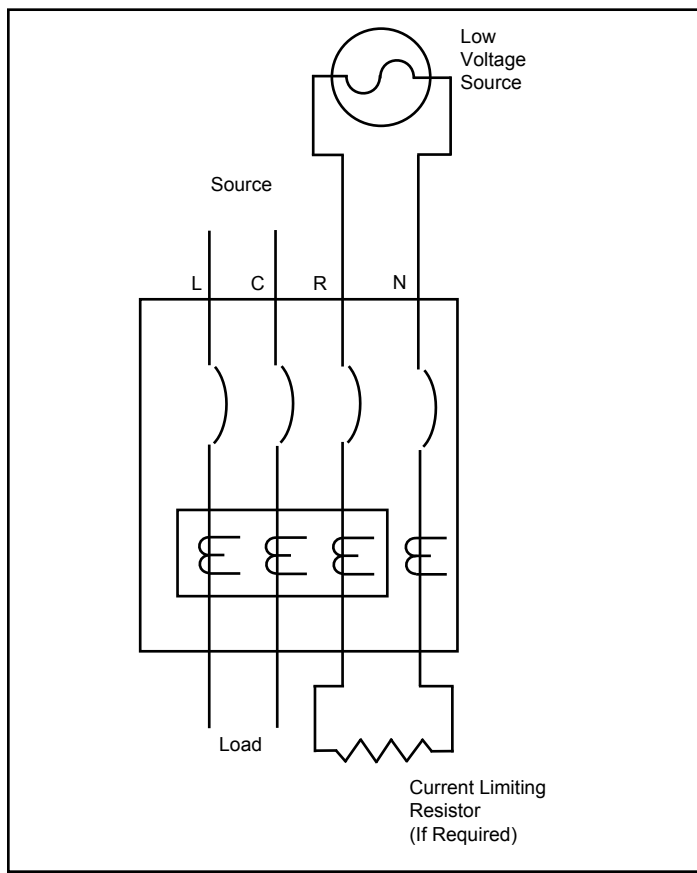 Low
Voltage
Source
Source
L C R N
Load
Current Limiting
Resistor
(If Required)